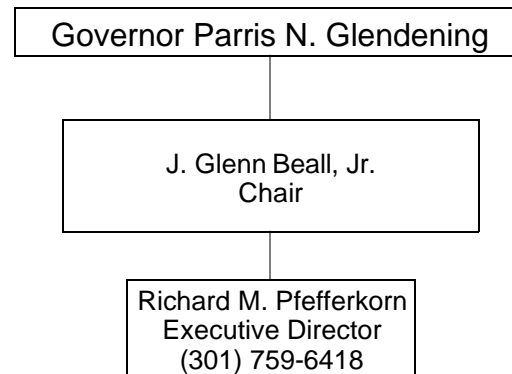 Governor Parris N. Glendening
J. Glenn Beall, Jr.
Chair
Richard M. Pfefferkorn
Executive Director
(301) 759-6418